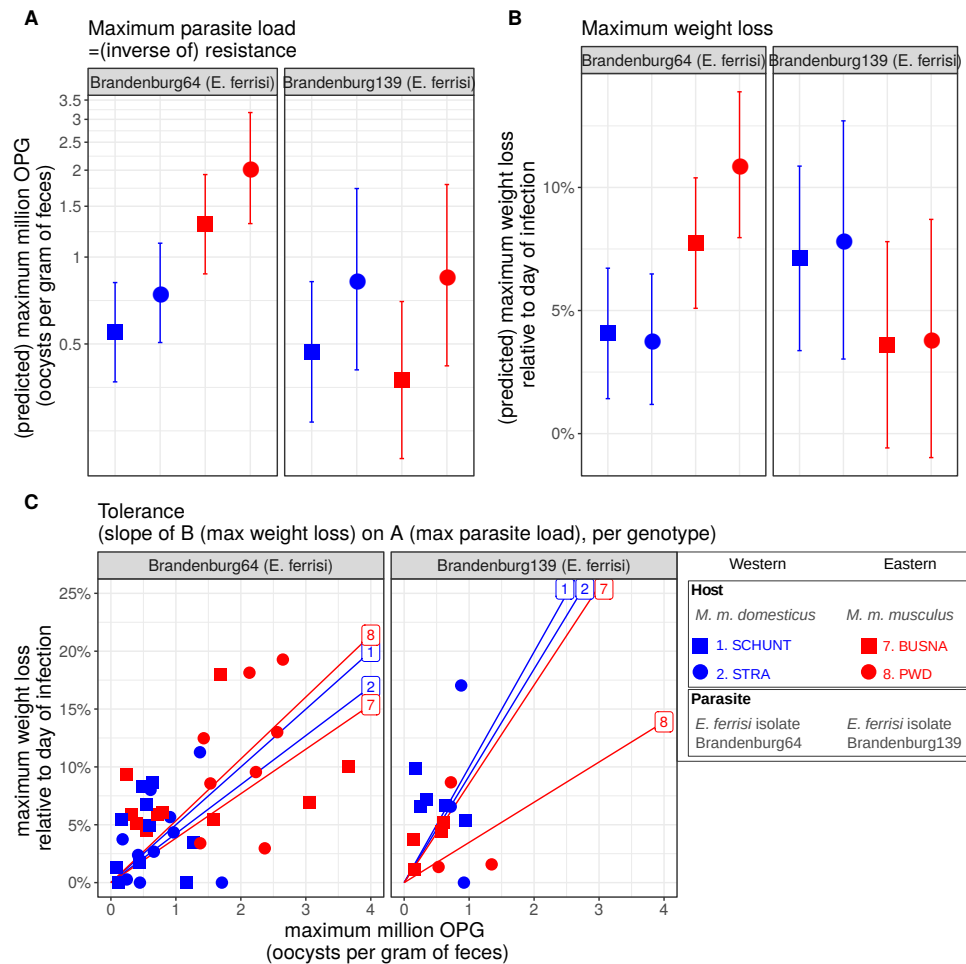 A
Maximum parasite load
=(inverse of) resistance
Brandenburg64 (E. ferrisi)
Brandenburg139 (E. ferrisi)
(predicted) maximum million OPG
(oocysts per gram of feces)
3.5
3
2.5
2
1.5
1
0.5
B
Maximum weight loss
Brandenburg64 (E. ferrisi)
Brandenburg139 (E. ferrisi)
(predicted) maximum weight loss
relative to day of infection
10%
5%
0%
C
Tolerance
(slope of B (max weight loss) on A (max parasite load), per genotype)
Brandenburg64 (E. ferrisi)
Brandenburg139 (E. ferrisi)
maximum weight loss
relative to day of infection
25%
20%
15%
10%
5%
0%
8
1
2
7
1
2
7
8
0
1
2
3
4
0
1
2
3
4
maximum million OPG
(oocysts per gram of feces)
Western
Eastern
Host
M. m. domesticus
M. m. musculus
1. SCHUNT
7. BUSNA
2. STRA
8. PWD
Parasite
E. ferrisi isolate
Brandenburg64
E. ferrisi isolate
Brandenburg139